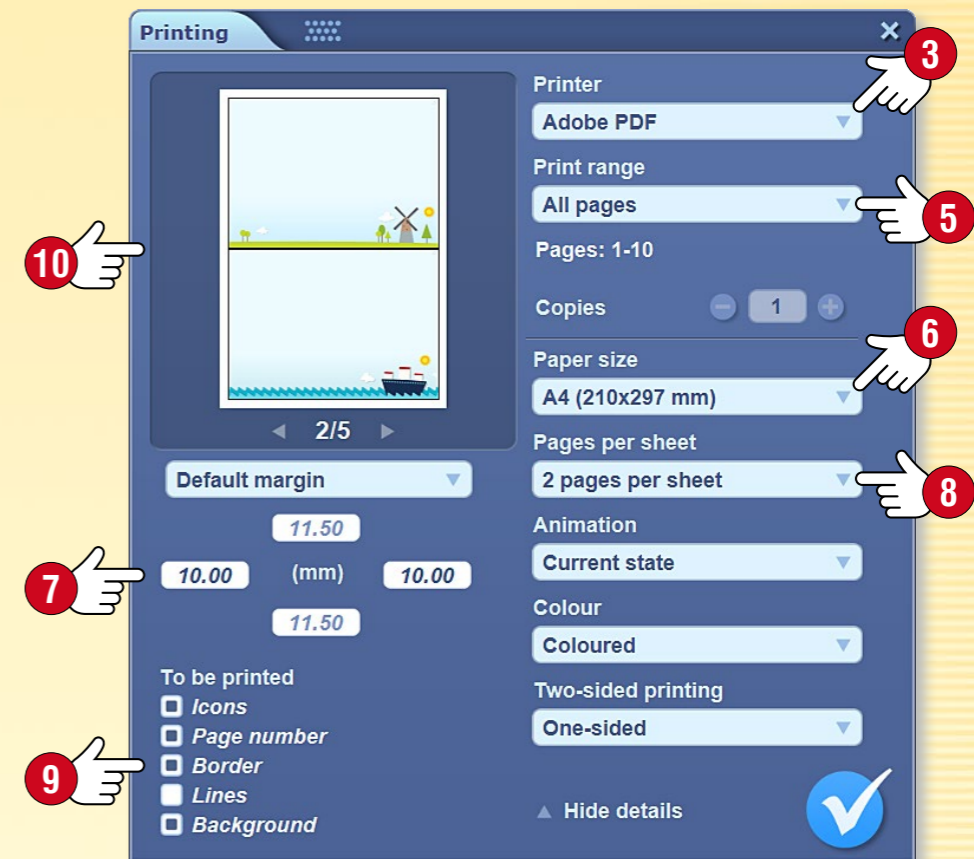 Printing
3
Printer
Adobe PDF
Print range
All pages
5
Pages: 1-10
10
Copies
1
6
Paper size
A4 (210x297 mm)
2/5
Pages per sheet
2 pages per sheet
8
Default margin
11.50
10.00 (mm) 10.00
11.50
7
Animation
Current state
Colour
Coloured
Two-sided printing
One-sided
To be printed
Icons
Page number
Border
Lines
Background
9
Hide details